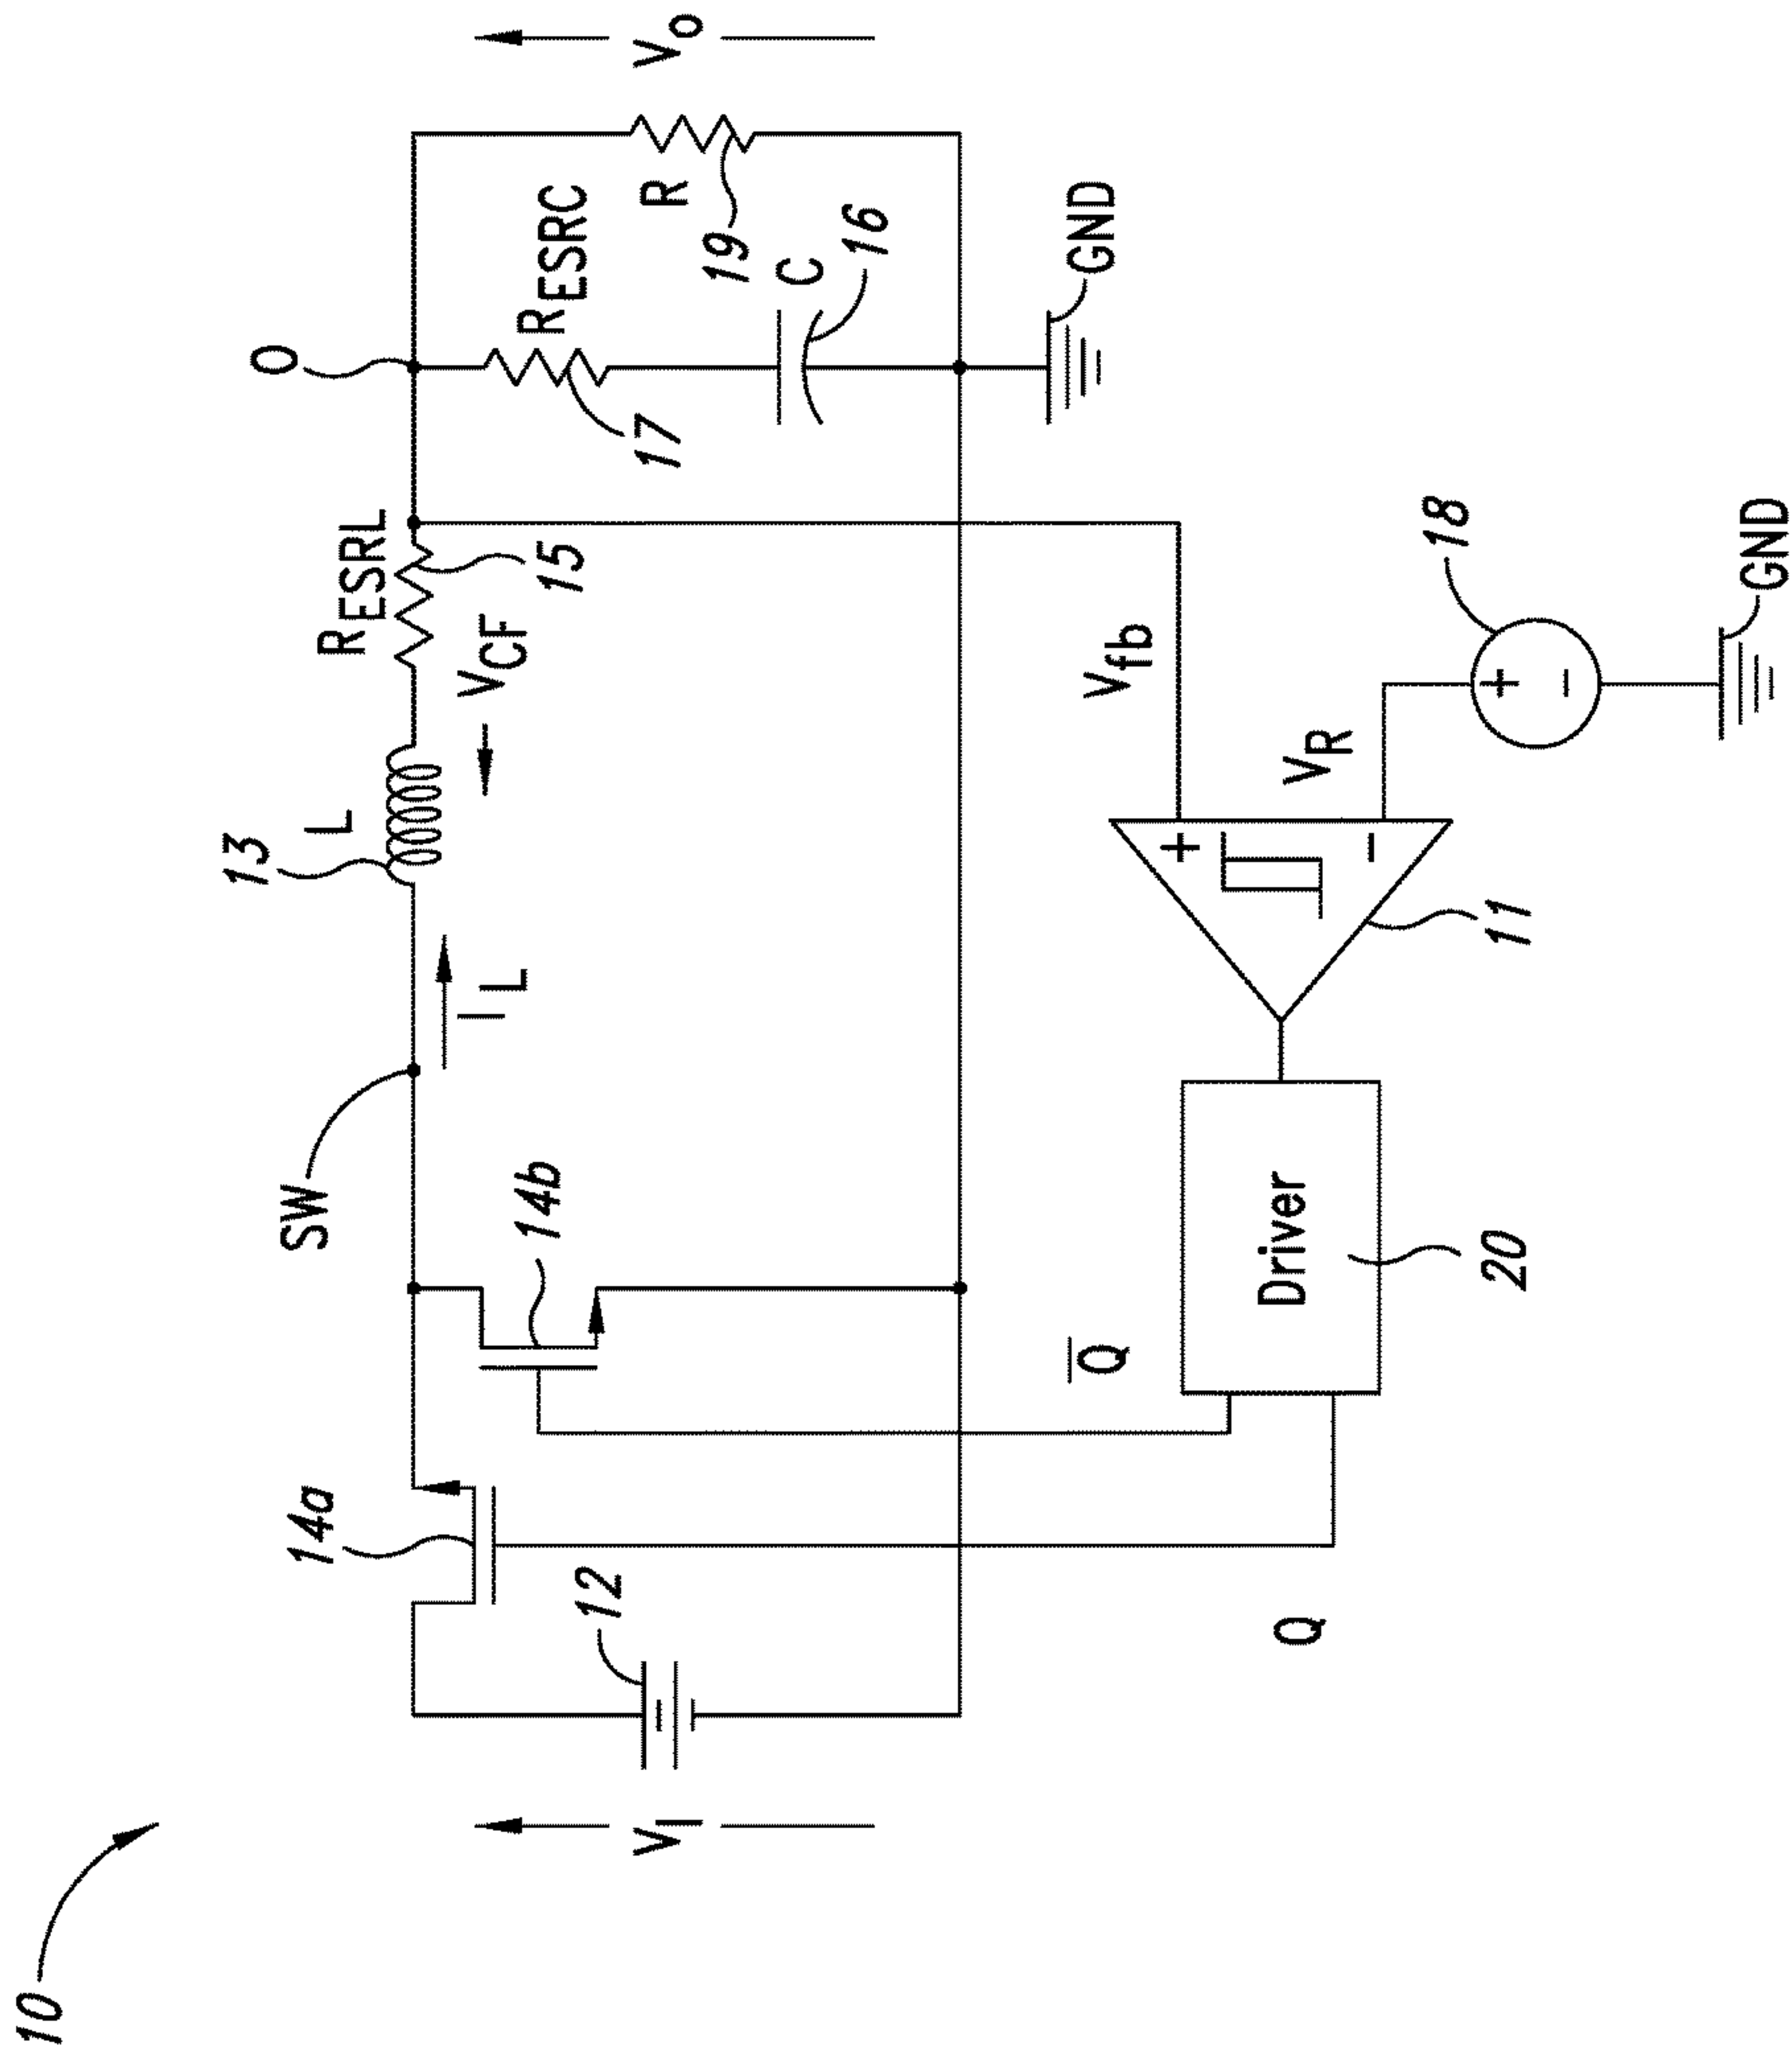 10
SW
13
L
R_ESRL
O
14a
14b
I_L
V_CF
15
R_ESRC
17
12
V_I
R
V_o
19
C
16
GND
Q̅
V_fb
Q
Driver
V_R
18
20
11
+
-
+
-
GND